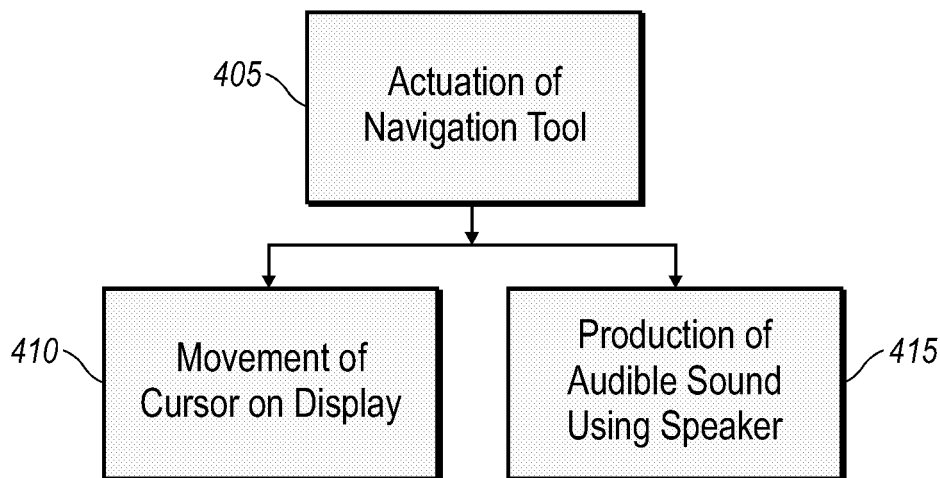 405
Actuation of
Navigation Tool
410
Movement of
Cursor on Display
Production of
Audible Sound
Using Speaker
415